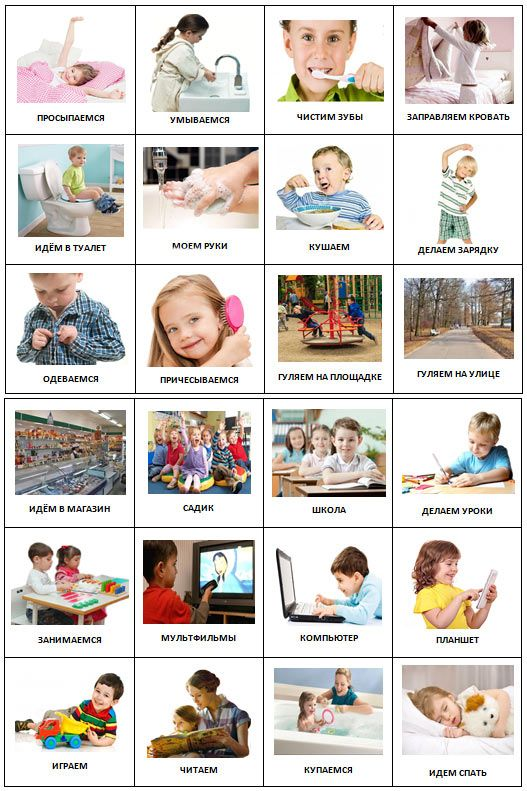 ПРОСЫПАЕМСЯ
УМЫВАЕМСЯ
ЧИСТИМ ЗУБЫ
ЗАПРАВЛЯЕМ КРОВАТЬ
ИДЁМ В ТУАЛЕТ
МОЕМ РУКИ
КУШАЕМ
ДЕЛАЕМ ЗАРЯДКУ
ОДЕВАЕМСЯ
ПРИЧЕСЫВАЕМСЯ
ГУЛЯЕМ НА ПЛОЩАДКЕ
ГУЛЯЕМ НА УЛИЦЕ
ИДЁМ В МАГАЗИН
САДИК
ШКОЛА
ДЕЛАЕМ УРОКИ
ЗАНИМАЕМСЯ
МУЛЬТФИЛЬМЫ
КОМПЬЮТЕР
ПЛАНШЕТ
ИГРАЕМ
ЧИТАЕМ
КУПАЕМСЯ
ИДЕМ СПАТЬ